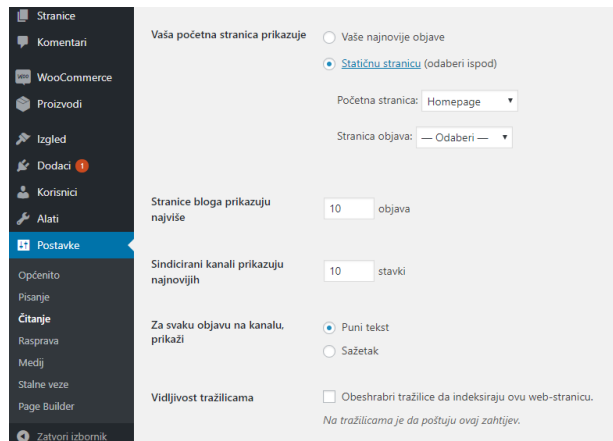 Stranice
Komentari
WooCommerce
Proizvodi
Izgled
Dodaci 1
Korisnici
Alati
Postavke
Općenito
Pisanje
Čitanje
Rasprava
Medij
Stalne veze
Page Builder
Zatvori izbornik
Vaša početna stranica prikazuje
Vaše najnovije objave
Statičnu stranicu (odaberi ispod)
Početna stranica: Homepage
Stranica objava: — Odaberi —
Stranice bloga prikazuju
najviše
10 objava
Sindicirani kanali prikazuju
najnovijih
10 stavki
Za svaku objavu na kanalu,
prikaži
Puni tekst
Sažetak
Vidljivost tražilicama
Obeshrabri tražilice da indeksiraju ovu web-stranicu.
Na tražilicama je da poštuju ovaj zahtijev.